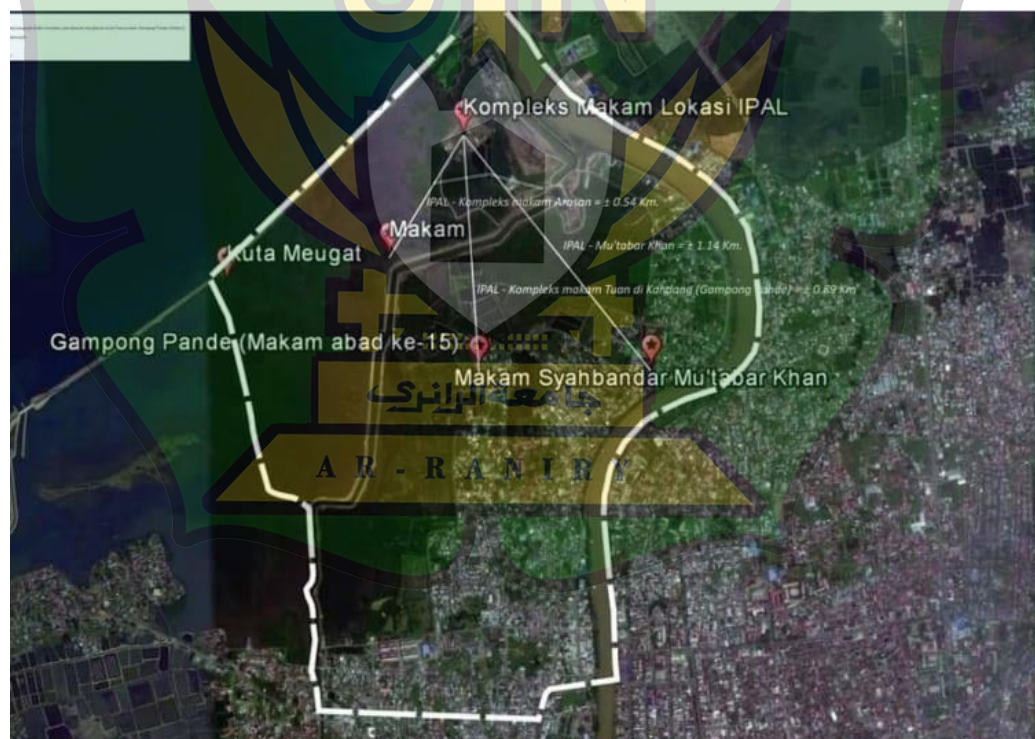 UIN
Kompleks Makam Lokasi IPAL
IPAL - Kompleks makam Arosan = ± 0.54 Km.
Makam
IPAL - Mu'tabar Khan = ± 1.14 Km.
Kuta Meugat
IPAL - Kompleks makam Tuan di Kandang (Gampong Pande) = ± 0.69 Km
Gampong Pande (Makam abad ke-15)
Makam Syahbandar Mu'tabar Khan
جامعة الرانري
AR-RANIRY